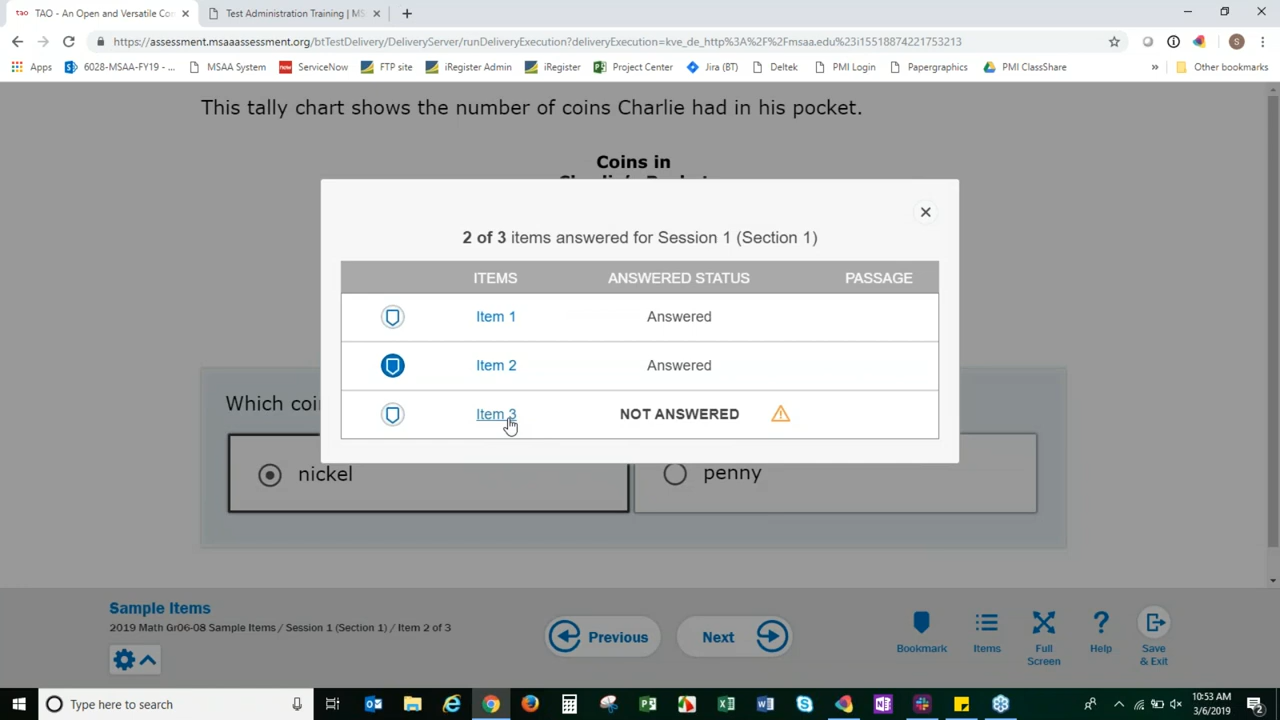 TAO - An Open and Versatile Co
Test Administration Training | MS
https://assessment.msaaassessment.org/btTestDelivery/DeliveryServer/runDeliveryExecution?deliveryExecution=kve_de_http%3A%2F%2Fmsaa.edu%23i15518874221753213
Apps 6028-MSAA-FY19 - ... MSAA System ServiceNow FTP site iRegister Admin iRegister Project Center Jira (BT) Deltek PMI Login Papergraphics PMI ClassShare » Other bookmarks
This tally chart shows the number of coins Charlie had in his pocket.
Coins in
2 of 3 items answered for Session 1 (Section 1)
ITEMS ANSWERED STATUS PASSAGE
Item 1 Answered
Item 2 Answered
Item 3 NOT ANSWERED
Which coi
nickel penny
Sample Items
2019 Math Gr06-08 Sample Items / Session 1 (Section 1) / Item 2 of 3
Previous Next
Bookmark Items Full Screen Help Save & Exit
Type here to search
10:53 AM
3/6/2019